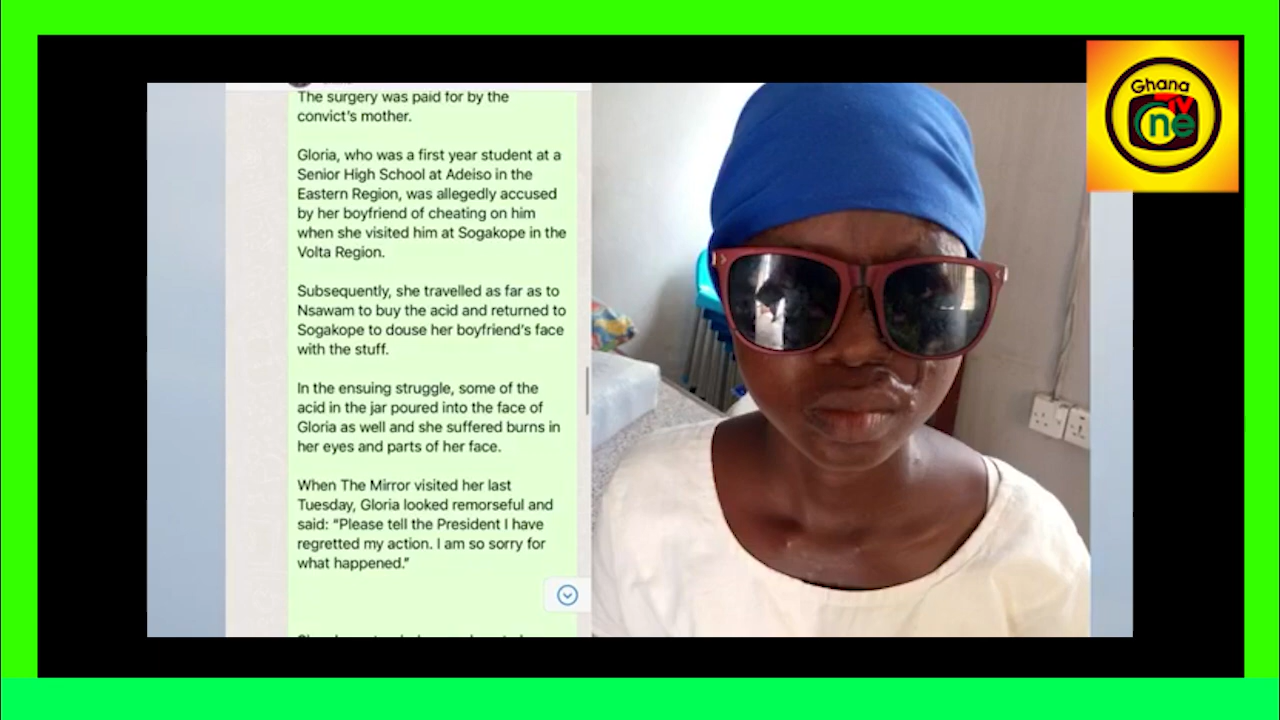 The surgery was paid for by the
convict's mother.
Gloria, who was a first year student at a
Senior High School at Adeiso in the
Eastern Region, was allegedly accused
by her boyfriend of cheating on him
when she visited him at Sogakope in the
Volta Region.
Subsequently, she travelled as far as to
Nsawam to buy the acid and returned to
Sogakope to douse her boyfriend's face
with the stuff.
In the ensuing struggle, some of the
acid in the jar poured into the face of
Gloria as well and she suffered burns in
her eyes and parts of her face.
When The Mirror visited her last
Tuesday, Gloria looked remorseful and
said: "Please tell the President I have
regretted my action. I am so sorry for
what happened."
Ghana
TV
One